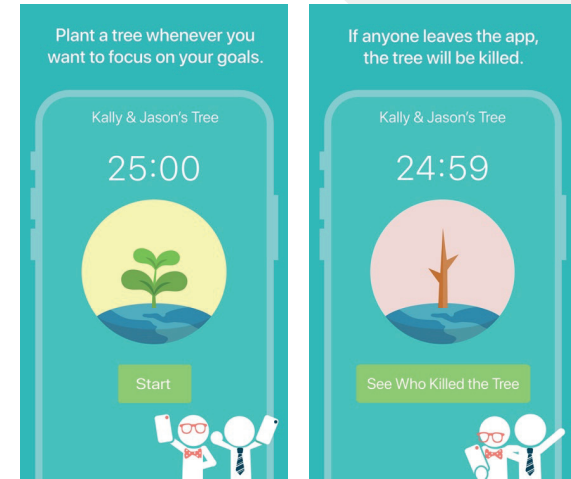 Plant a tree whenever you
want to focus on your goals.
Kally & Jason's Tree
25:00
Start
If anyone leaves the app,
the tree will be killed.
Kally & Jason's Tree
24:59
See Who Killed the Tree